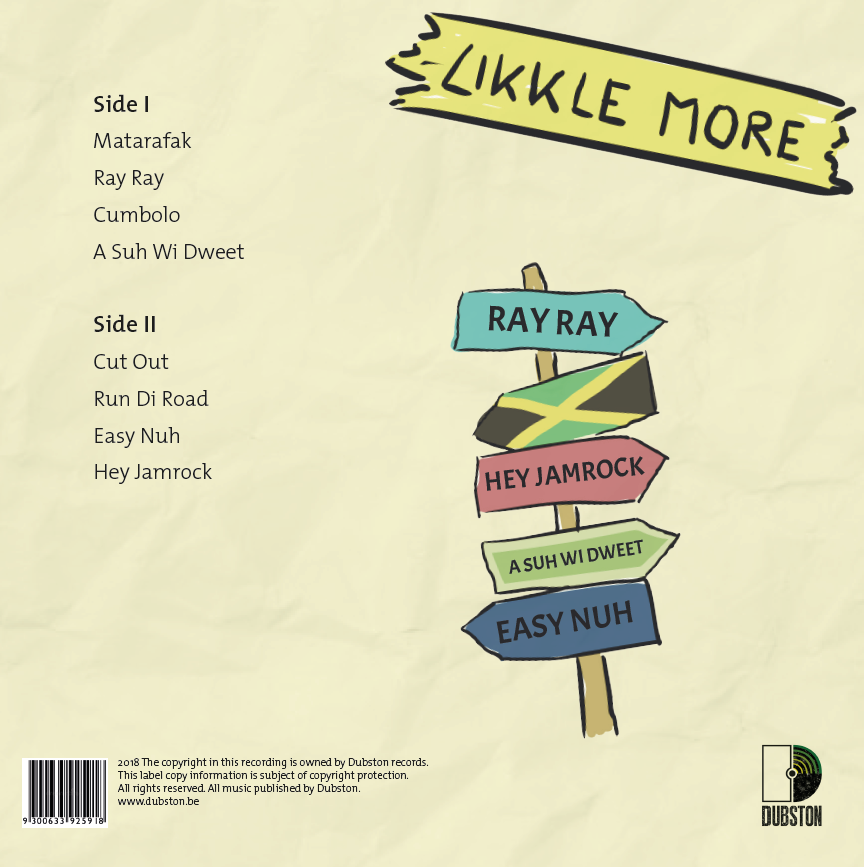 LIKKLE MORE
Side I
Matarafak
Ray Ray
Cumbolo
A Suh Wi Dweet
Side II
Cut Out
Run Di Road
Easy Nuh
Hey Jamrock
RAY RAY
HEY JAMROCK
A SUH WI DWEET
EASY NUH
2018 The copyright in this recording is owned by Dubston records.
This label copy information is subject of copyright protection.
All rights reserved. All music published by Dubston.
www.dubston.be
9 300633 925918
DUBSTON